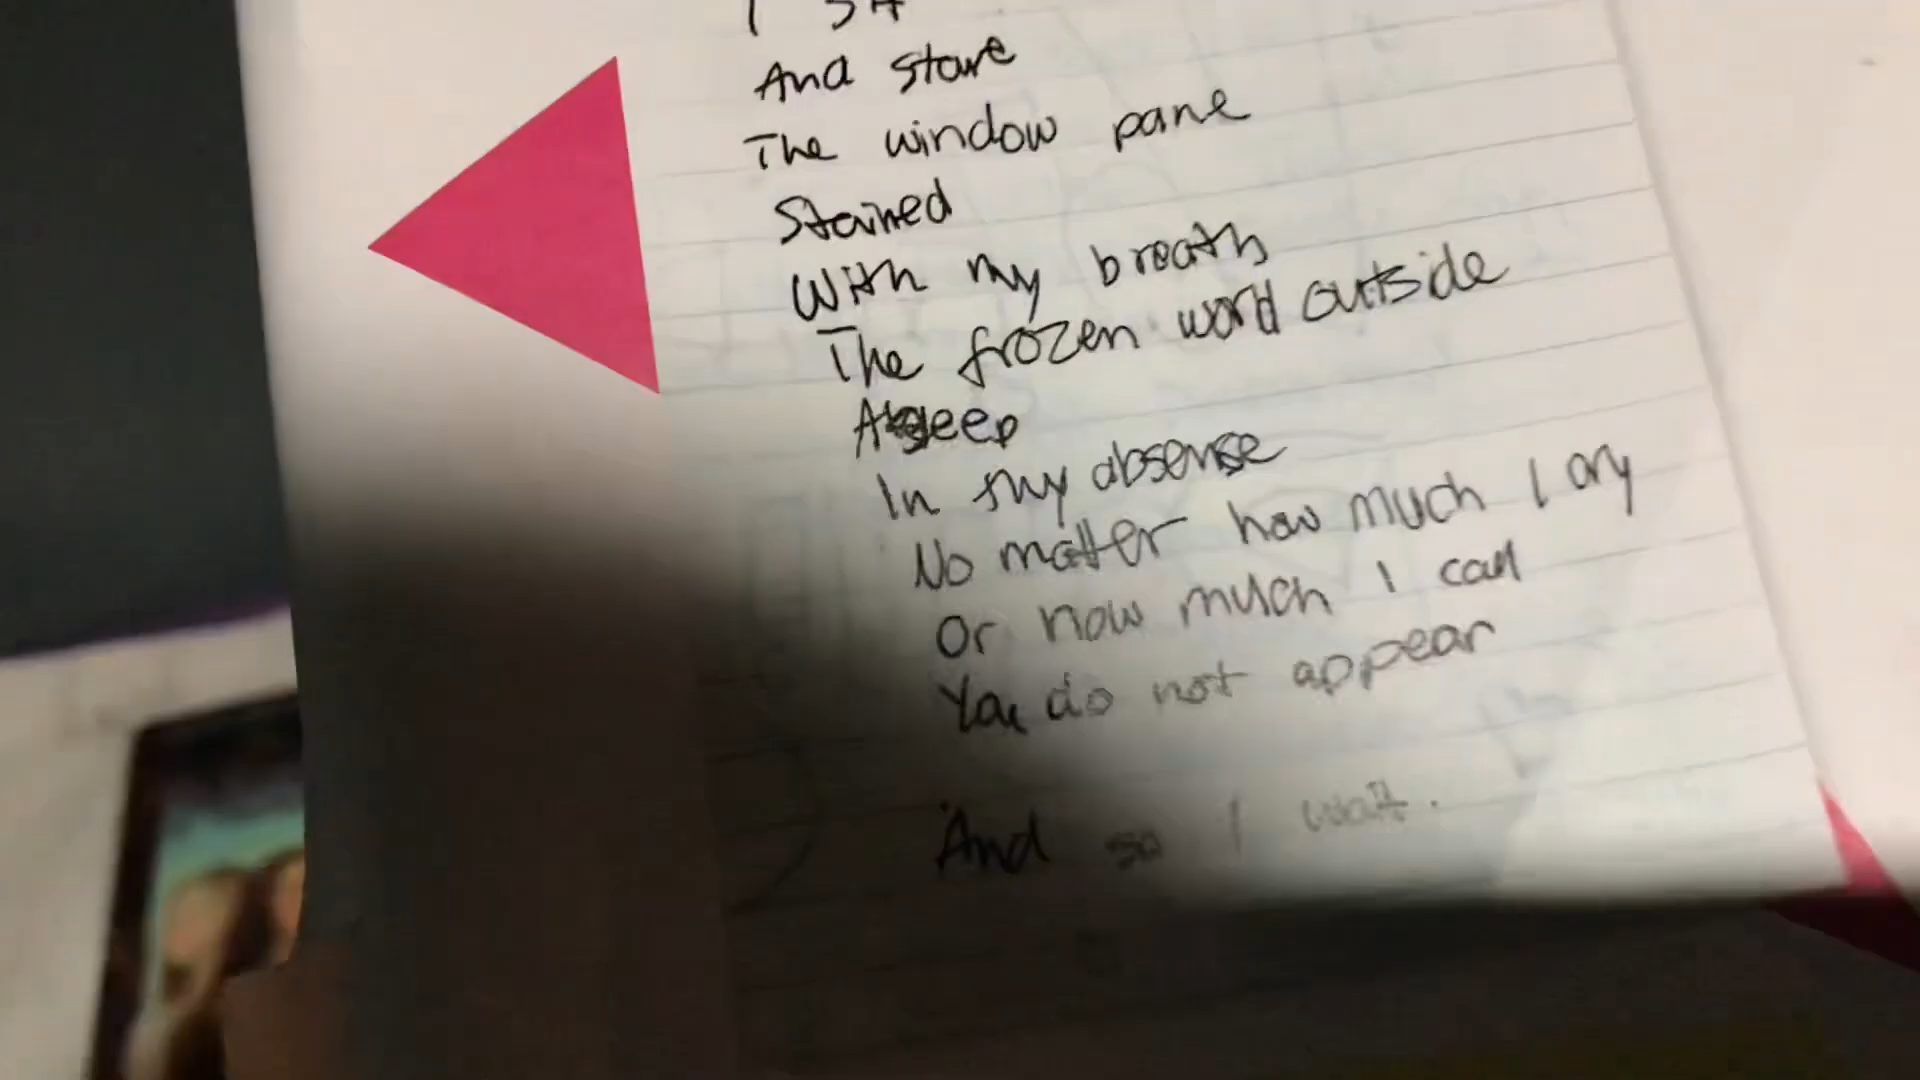 And stare
The window pane
Stained
With my breath
The frozen world outside
Asleep
In my absense
No matter how much I cry
Or how much I call
You do not appear
And so I wait.